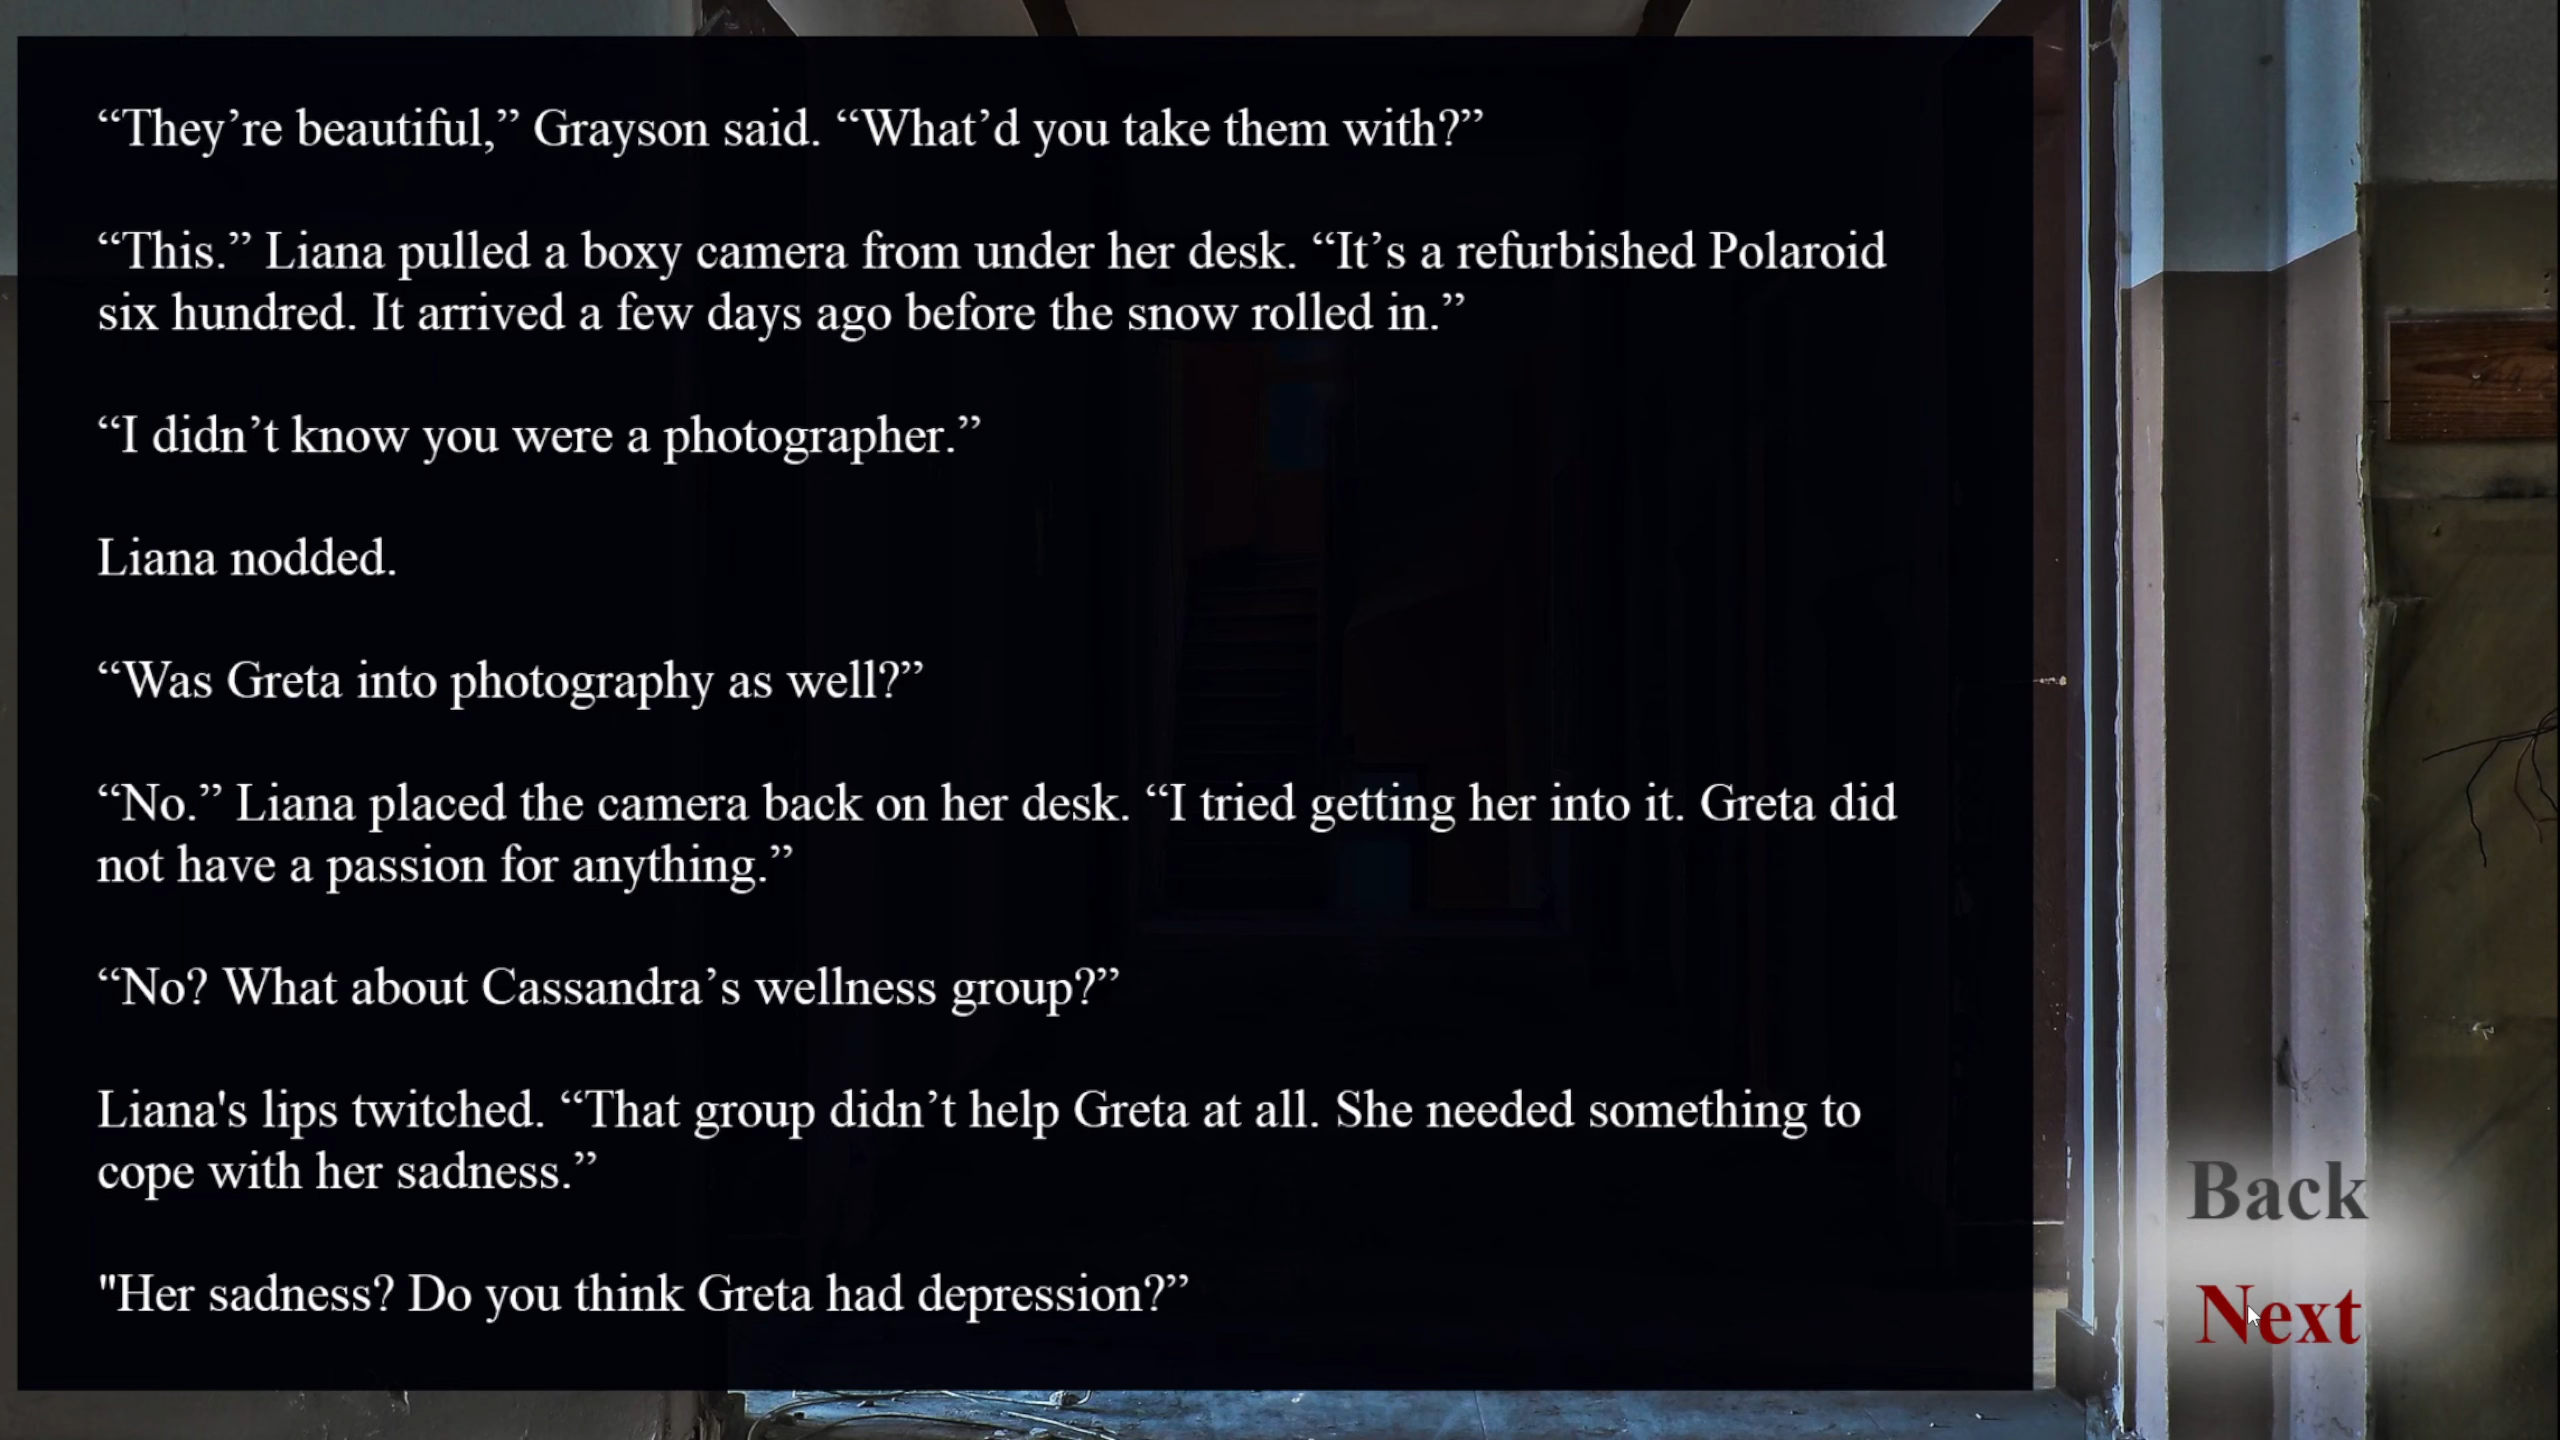 “They’re beautiful,” Grayson said. “What’d you take them with?”
“This.” Liana pulled a boxy camera from under her desk. “It’s a refurbished Polaroid
six hundred. It arrived a few days ago before the snow rolled in.”
“I didn’t know you were a photographer.”
Liana nodded.
“Was Greta into photography as well?”
“No.” Liana placed the camera back on her desk. “I tried getting her into it. Greta did
not have a passion for anything.”
“No? What about Cassandra’s wellness group?”
Liana's lips twitched. “That group didn’t help Greta at all. She needed something to
cope with her sadness.”
"Her sadness? Do you think Greta had depression?”
Back
Next